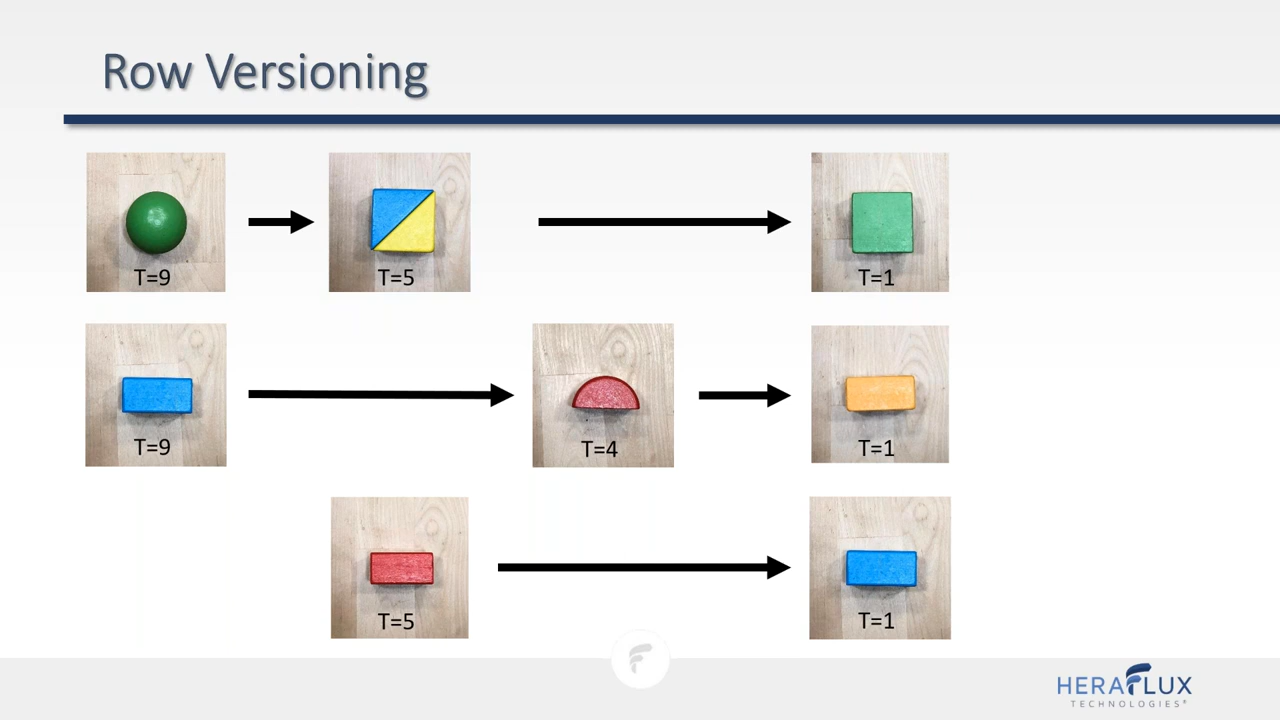 Row Versioning
T=9
T=5
T=1
T=9
T=4
T=1
T=5
T=1
HERAFLUX
TECHNOLOGIES®